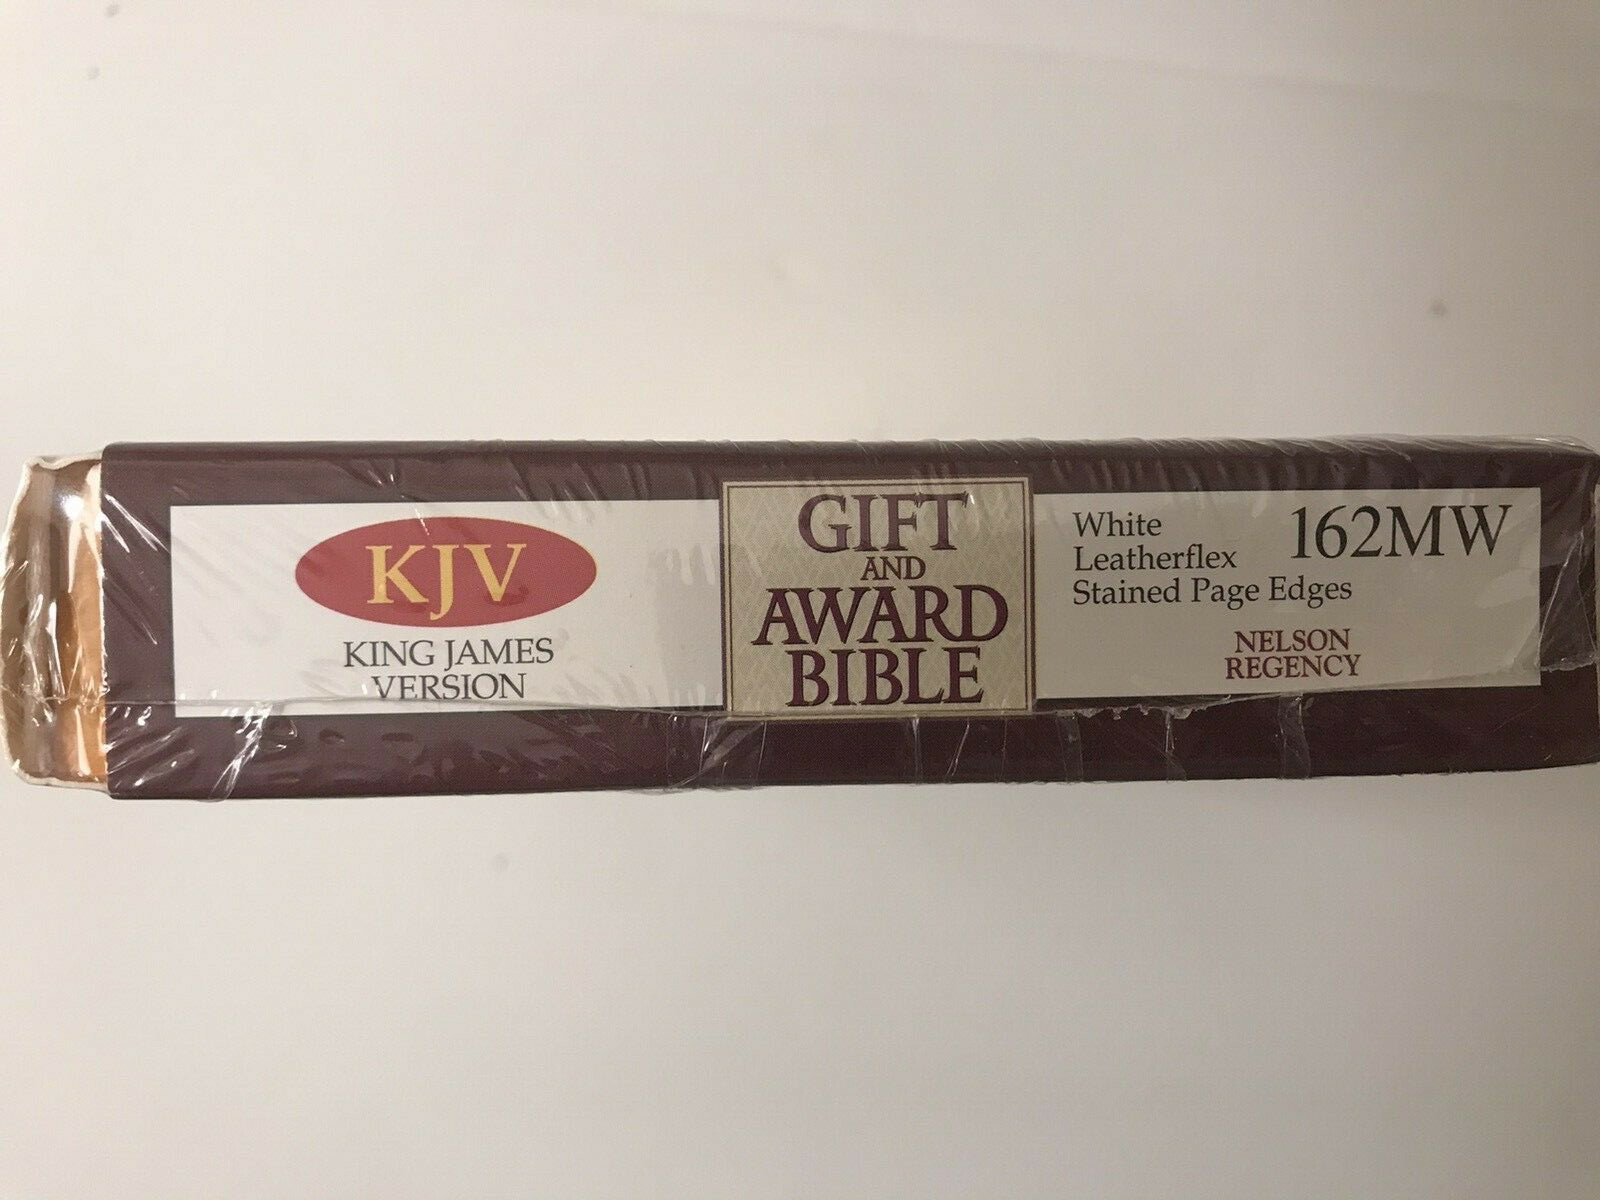 KJV
KING JAMES
VERSION
GIFT
AND
AWARD
BIBLE
White
Leatherflex
Stained Page Edges
162MW
NELSON
REGENCY